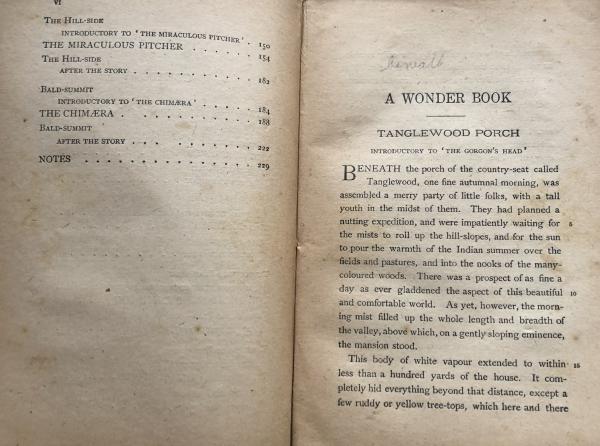 VI
THE HILL-SIDE
INTRODUCTORY TO 'THE MIRACULOUS PITCHER' . 150
THE MIRACULOUS PITCHER . . . . . . 154
THE HILL-SIDE
AFTER THE STORY . . . . . . . . . 182
BALD-SUMMIT
INTRODUCTORY TO 'THE CHIMÆRA' . . . . . 184
THE CHIMÆRA . . . . . . . . . . 188
BALD-SUMMIT
AFTER THE STORY . . . . . . . . . 222
NOTES . . . . . . . . . . . . . 229
Beneath
A WONDER BOOK
TANGLEWOOD PORCH
INTRODUCTORY TO 'THE GORGON'S HEAD'
BENEATH the porch of the country-seat called
Tanglewood, one fine autumnal morning, was
assembled a merry party of little folks, with a tall
youth in the midst of them. They had planned a
nutting expedition, and were impatiently waiting for 5
the mists to roll up the hill-slopes, and for the sun
to pour the warmth of the Indian summer over the
fields and pastures, and into the nooks of the many-
coloured woods. There was a prospect of as fine a
day as ever gladdened the aspect of this beautiful 10
and comfortable world. As yet, however, the morn-
ing mist filled up the whole length and breadth of
the valley, above which, on a gently sloping eminence,
the mansion stood.
This body of white vapour extended to within 15
less than a hundred yards of the house. It com-
pletely hid everything beyond that distance, except a
few ruddy or yellow tree-tops, which here and there